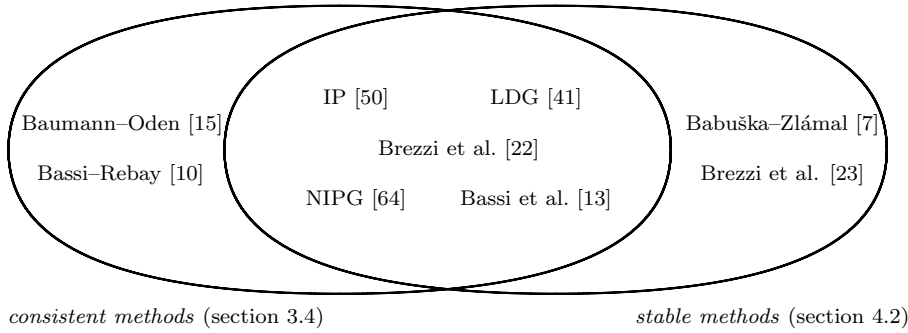 IP [50] LDG [41]
Baumann–Oden [15] Babuška–Zlámal [7]
Brezzi et al. [22]
Bassi–Rebay [10] Brezzi et al. [23]
NIPG [64] Bassi et al. [13]
consistent methods (section 3.4) stable methods (section 4.2)